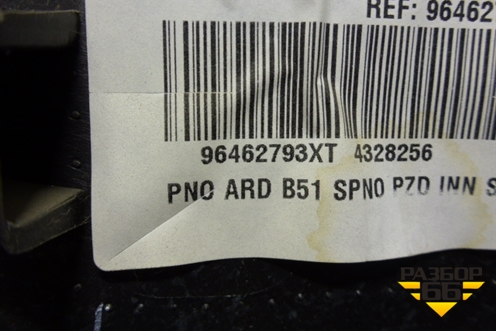 REF: 96462
96462793XT 4328256
PNO ARD B51 SPNO PZD INN S
РАЗБОР
66